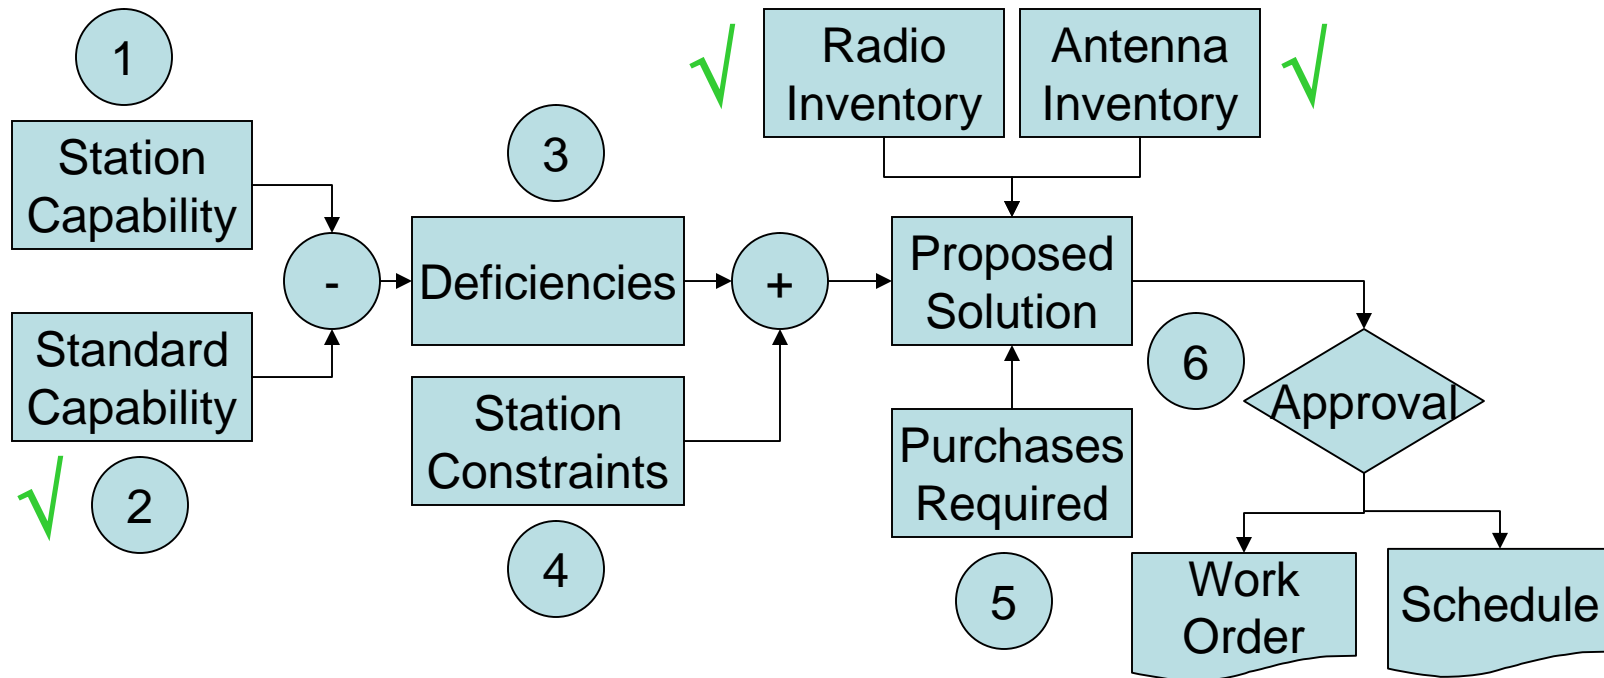 1
Station
Capability
Standard
Capability
√
2
-
3
Deficiencies
Station
Constraints
4
+
√
Radio
Inventory
Antenna
Inventory
√
Proposed
Solution
Purchases
Required
5
6
Approval
Work
Order
Schedule